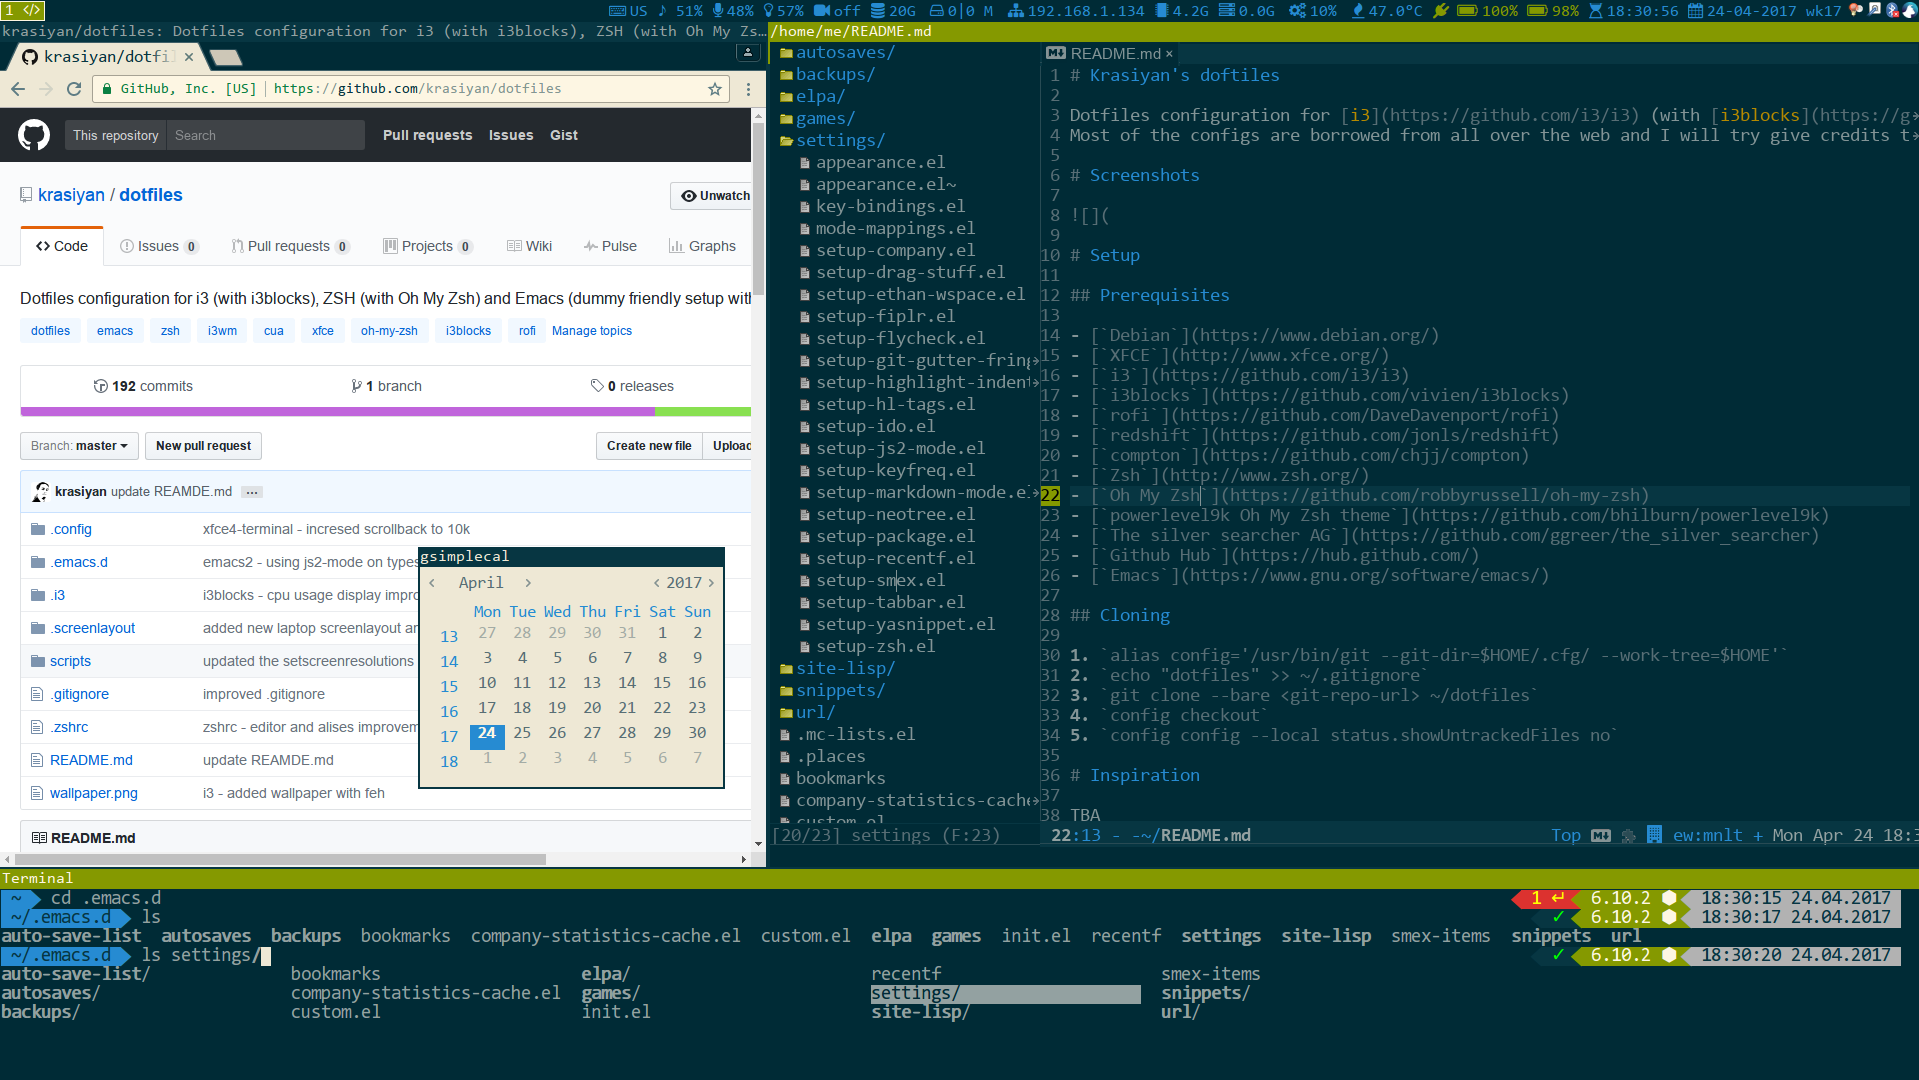 1 </> US 51% 48% 57% off 20G 0|0 M 192.168.1.134 4.2G 0.0G 10% 47.0°C 100% 98% 18:30:56 24-04-2017 wk17
krasiyan/dotfiles: Dotfiles configuration for i3 (with i3blocks), ZSH (with Oh My Zs…
krasiyan/dotfil
GitHub, Inc. [US] https://github.com/krasiyan/dotfiles
This repository Search Pull requests Issues Gist
krasiyan / dotfiles
Unwatch
Code Issues 0 Pull requests 0 Projects 0 Wiki Pulse Graphs
Dotfiles configuration for i3 (with i3blocks), ZSH (with Oh My Zsh) and Emacs (dummy friendly setup wit
dotfiles emacs zsh i3wm cua xfce oh-my-zsh i3blocks rofi Manage topics
192 commits 1 branch 0 releases
Branch: master New pull request Create new file Upload
krasiyan update REAMDE.md …
.config xfce4-terminal - incresed scrollback to 10k
.emacs.d emacs2 - using js2-mode on types
.i3 i3blocks - cpu usage display impro
.screenlayout added new laptop screenlayout
scripts updated the setscreenresolutions
.gitignore improved .gitignore
.zshrc zshrc - editor and alises improvem
README.md update REAMDE.md
wallpaper.png i3 - added wallpaper with feh
README.md
gsimplecal
‹ April › ‹ 2017 ›
Mon Tue Wed Thu Fri Sat Sun
13 27 28 29 30 31 1 2
14 3 4 5 6 7 8 9
15 10 11 12 13 14 15 16
16 17 18 19 20 21 22 23
17 24 25 26 27 28 29 30
18 1 2 3 4 5 6 7
/home/me/README.md
autosaves/
backups/
elpa/
games/
settings/
appearance.el
appearance.el~
key-bindings.el
mode-mappings.el
setup-company.el
setup-drag-stuff.el
setup-ethan-wspace.el
setup-fiplr.el
setup-flycheck.el
setup-git-gutter-fring
setup-highlight-indent
setup-hl-tags.el
setup-ido.el
setup-js2-mode.el
setup-keyfreq.el
setup-markdown-mode.el
setup-neotree.el
setup-package.el
setup-recentf.el
setup-smex.el
setup-tabbar.el
setup-yasnippet.el
setup-zsh.el
site-lisp/
snippets/
url/
.mc-lists.el
.places
bookmarks
company-statistics-cache
custom.el
[20/23] settings (F:23)
README.md ×
1 # Krasiyan's doftiles
2
3 Dotfiles configuration for [i3](https://github.com/i3/i3) (with [i3blocks](https://g
4 Most of the configs are borrowed from all over the web and I will try give credits t
5
6 # Screenshots
7
8 ![](
9
10 # Setup
11
12 ## Prerequisites
13
14 - [`Debian`](https://www.debian.org/)
15 - [`XFCE`](http://www.xfce.org/)
16 - [`i3`](https://github.com/i3/i3)
17 - [`i3blocks`](https://github.com/vivien/i3blocks)
18 - [`rofi`](https://github.com/DaveDavenport/rofi)
19 - [`redshift`](https://github.com/jonls/redshift)
20 - [`compton`](https://github.com/chjj/compton)
21 - [`Zsh`](http://www.zsh.org/)
22 - [`Oh My Zsh`](https://github.com/robbyrussell/oh-my-zsh)
23 - [`powerlevel9k Oh My Zsh theme`](https://github.com/bhilburn/powerlevel9k)
24 - [`The silver searcher AG`](https://github.com/ggreer/the_silver_searcher)
25 - [`Github Hub`](https://hub.github.com/)
26 - [`Emacs`](https://www.gnu.org/software/emacs/)
27
28 ## Cloning
29
30 1. `alias config='/usr/bin/git --git-dir=$HOME/.cfg/ --work-tree=$HOME'`
31 2. `echo "dotfiles" >> ~/.gitignore`
32 3. `git clone --bare <git-repo-url> ~/dotfiles`
33 4. `config checkout`
34 5. `config config --local status.showUntrackedFiles no`
35
36 # Inspiration
37
38 TBA
22:13 - -~/README.md Top ew:mnlt + Mon Apr 24 18:3
Terminal
~ cd .emacs.d 1 ↵ 6.10.2 18:30:15 24.04.2017
~/.emacs.d ls ✓ 6.10.2 18:30:17 24.04.2017
auto-save-list autosaves backups bookmarks company-statistics-cache.el custom.el elpa games init.el recentf settings site-lisp smex-items snippets url
~/.emacs.d ls settings/ ✓ 6.10.2 18:30:20 24.04.2017
auto-save-list/ bookmarks elpa/ recentf smex-items
autosaves/ company-statistics-cache.el games/ settings/ snippets/
backups/ custom.el init.el site-lisp/ url/